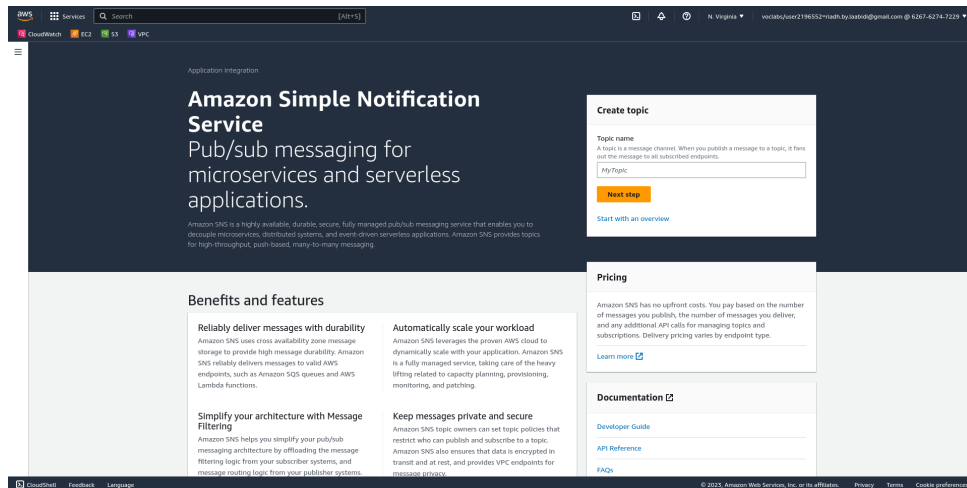 aws
Services
Search
[Alt+S]
N. Virginia
voclabs/user2196552=riadh.by.laabidi@gmail.com @ 6267-6274-7229
CloudWatch
EC2
S3
VPC
Application Integration
Amazon Simple Notification
Service
Pub/sub messaging for
microservices and serverless
applications.
Amazon SNS is a highly available, durable, secure, fully managed pub/sub messaging service that enables you to
decouple microservices, distributed systems, and event-driven serverless applications. Amazon SNS provides topics
for high-throughput, push-based, many-to-many messaging.
Create topic
Topic name
A topic is a message channel. When you publish a message to a topic, it fans
out the message to all subscribed endpoints.
MyTopic
Next step
Start with an overview
Pricing
Amazon SNS has no upfront costs. You pay based on the number
of messages you publish, the number of messages you deliver,
and any additional API calls for managing topics and
subscriptions. Delivery pricing varies by endpoint type.
Learn more
Documentation
Developer Guide
API Reference
FAQs
Benefits and features
Reliably deliver messages with durability
Amazon SNS uses cross availability zone message
storage to provide high message durability. Amazon
SNS reliably delivers messages to valid AWS
endpoints, such as Amazon SQS queues and AWS
Lambda functions.
Automatically scale your workload
Amazon SNS leverages the proven AWS cloud to
dynamically scale with your application. Amazon SNS
is a fully managed service, taking care of the heavy
lifting related to capacity planning, provisioning,
monitoring, and patching.
Simplify your architecture with Message
Filtering
Amazon SNS helps you simplify your pub/sub
messaging architecture by offloading the message
filtering logic from your subscriber systems, and
message routing logic from your publisher systems.
Keep messages private and secure
Amazon SNS topic owners can set topic policies that
restrict who can publish and subscribe to a topic.
Amazon SNS also ensures that data is encrypted in
transit and at rest, and provides VPC endpoints for
message privacy.
CloudShell
Feedback
Language
© 2023, Amazon Web Services, Inc. or its affiliates.
Privacy
Terms
Cookie preferences